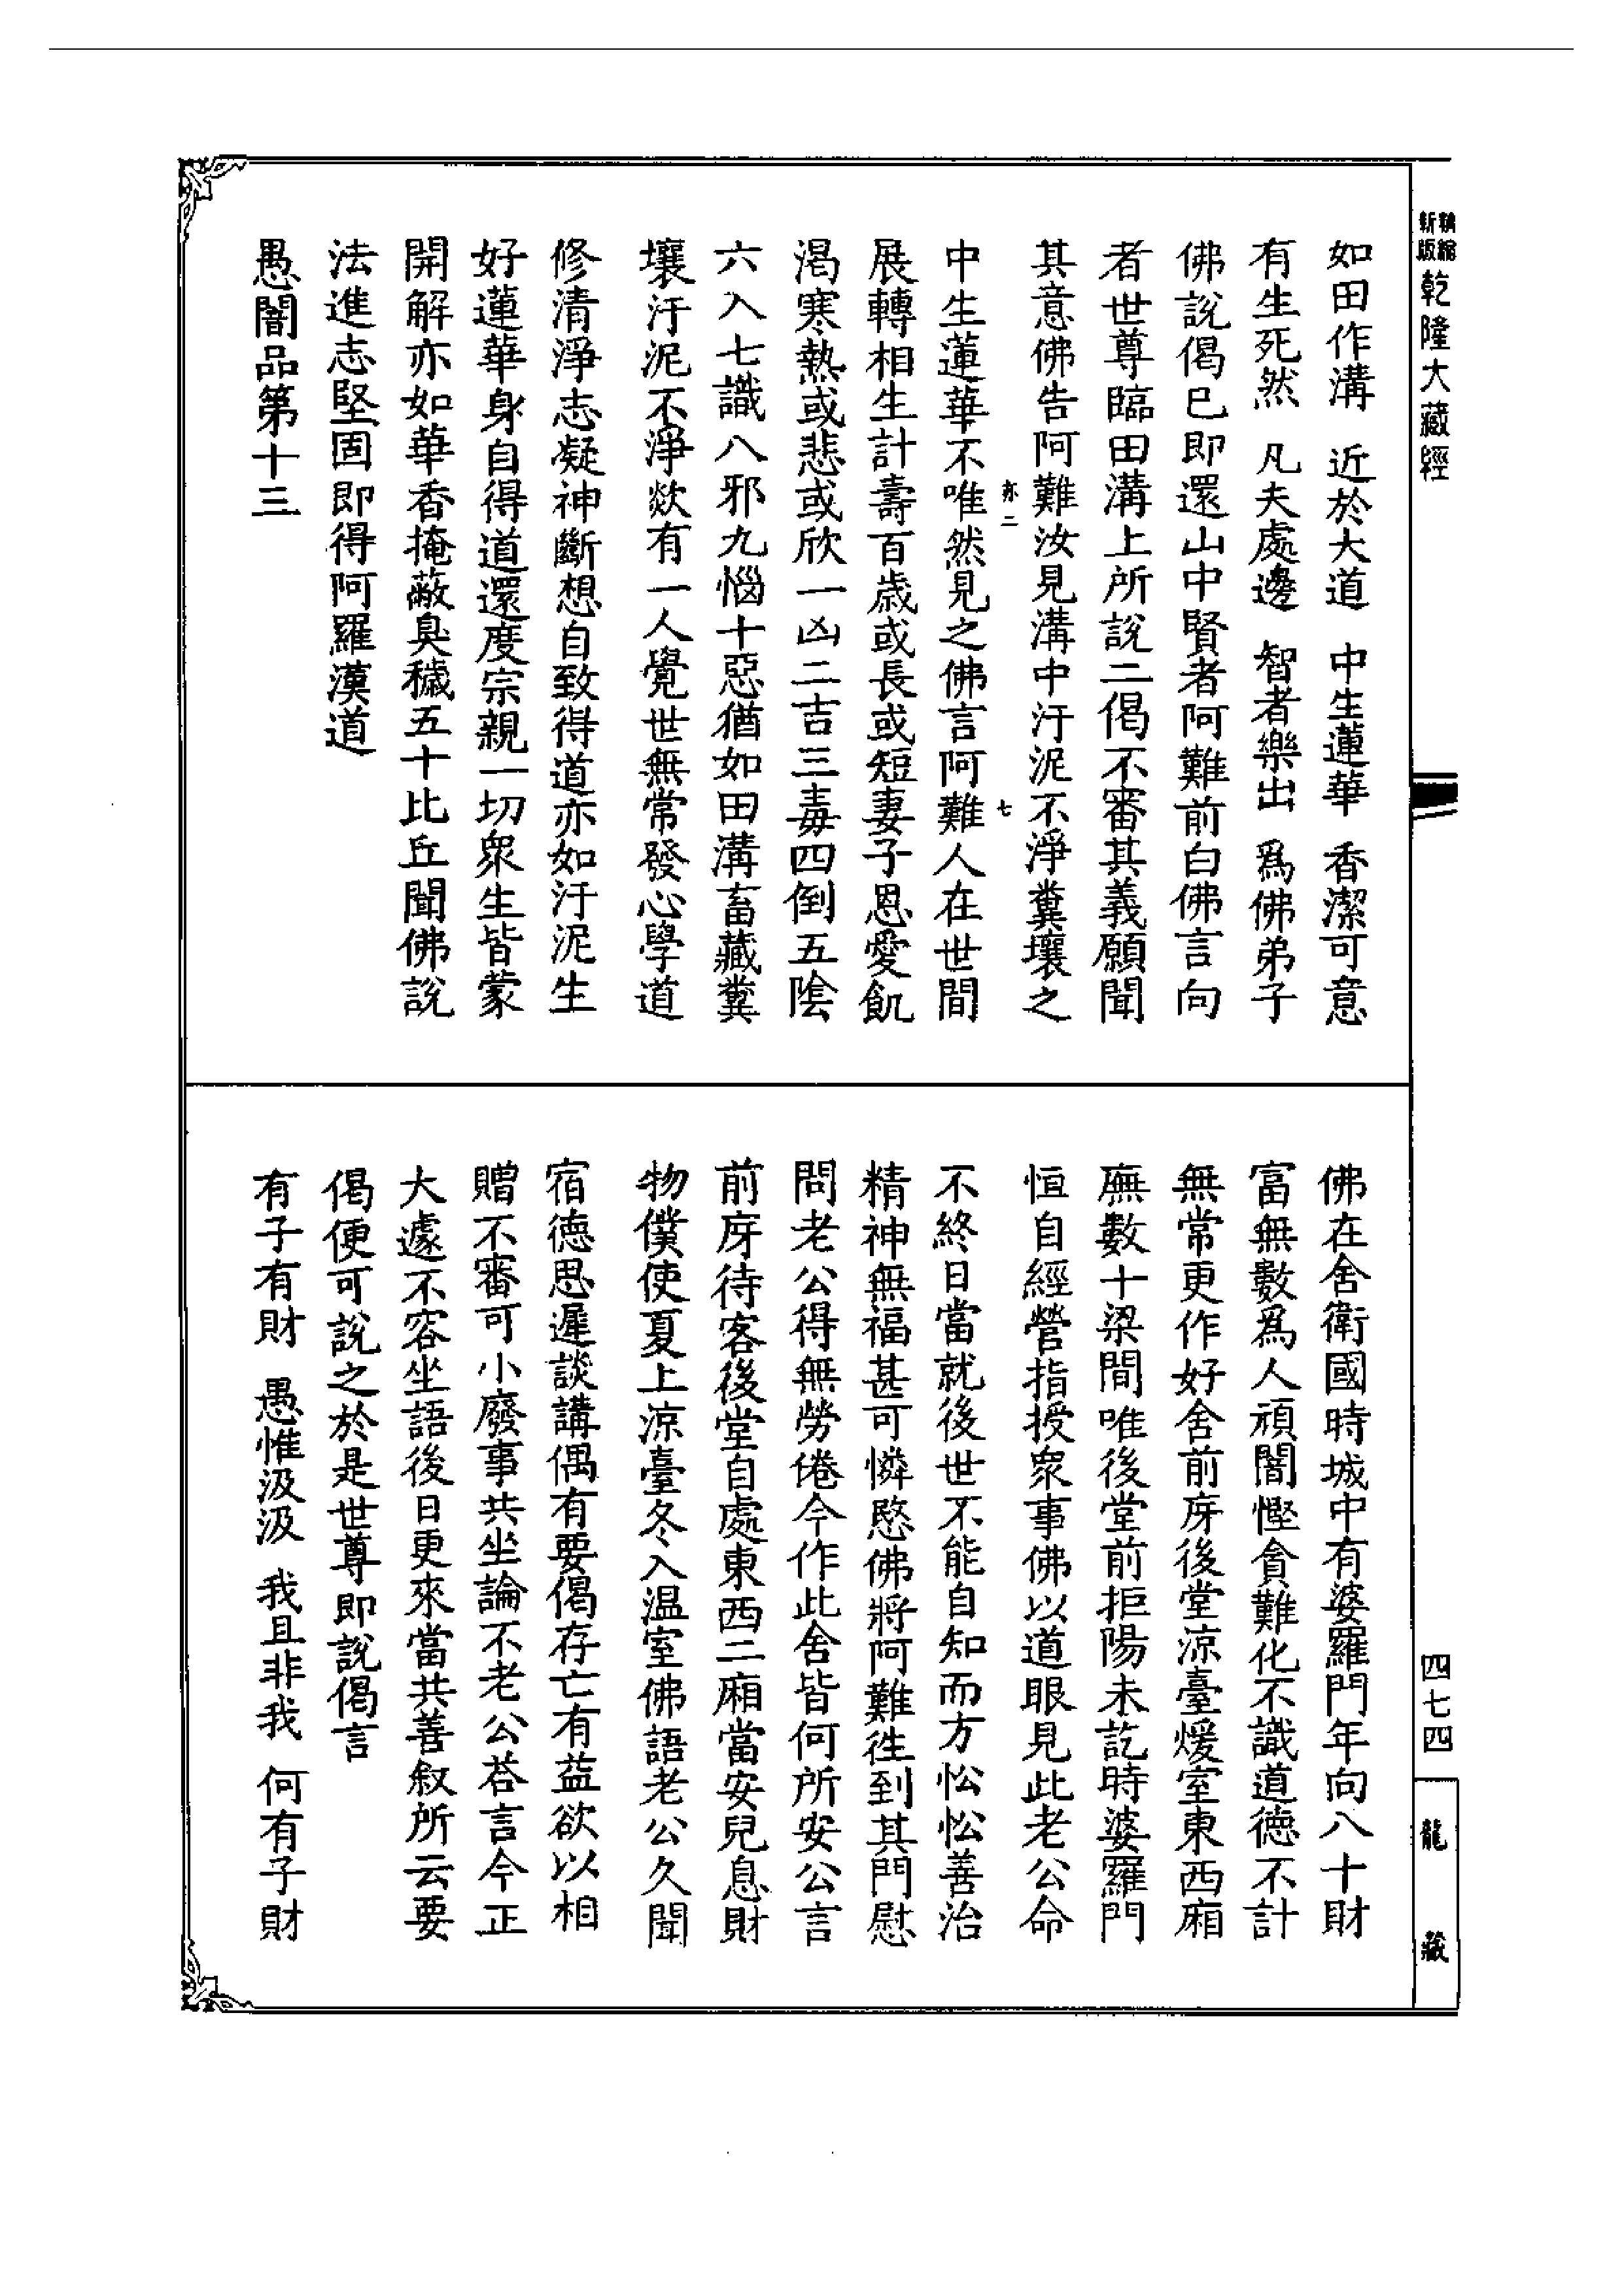 新版精縮
乾隆大藏經
如田作溝　近於大道　中生蓮華　香潔可意
有生死然　凡夫處邊　智者樂出　爲佛弟子
佛說偈已即還山中賢者阿難前白佛言向
者世尊臨田溝上所說二偈不審其義願聞
其意佛告阿難汝見溝中汙泥不淨糞壤之
亦二
七
中生蓮華不唯然見之佛言阿難人在世間
展轉相生計壽百歲或長或短妻子恩愛飢
渴寒熱或悲或欣一凶二吉三毒四倒五陰
六入七識八邪九惱十惡猶如田溝畜藏糞
壤汙泥不淨欻有一人覺世無常發心學道
修清淨志凝神斷想自致得道亦如汙泥生
好蓮華身自得道還度宗親一切衆生皆蒙
開解亦如華香掩蔽臭穢五十比丘聞佛說
法進志堅固即得阿羅漢道
愚闇品第十三
佛在舍衛國時城中有婆羅門年向八十財
富無數爲人頑闇慳貪難化不識道德不計
無常更作好舍前庌後堂涼臺煖室東西廂
廡數十梁間唯後堂前拒陽未訖時婆羅門
恒自經營指授衆事佛以道眼見此老公命
不終日當就後世不能自知而方忪忪善治
精神無福甚可憐愍佛將阿難徃到其門慰
問老公得無勞倦今作此舍皆何所安公言
前庌待客後堂自處東西二廂當安兒息財
物僕使夏上涼臺冬入温室佛語老公久聞
宿德思遲談講偶有要偈存亡有益欲以相
贈不審可小廢事共坐論不老公荅言今正
大遽不容坐語後日更來當共善叙所云要
偈便可說之於是世尊即說偈言
有子有財　愚惟汲汲　我且非我　何有子財
四七四
龍藏